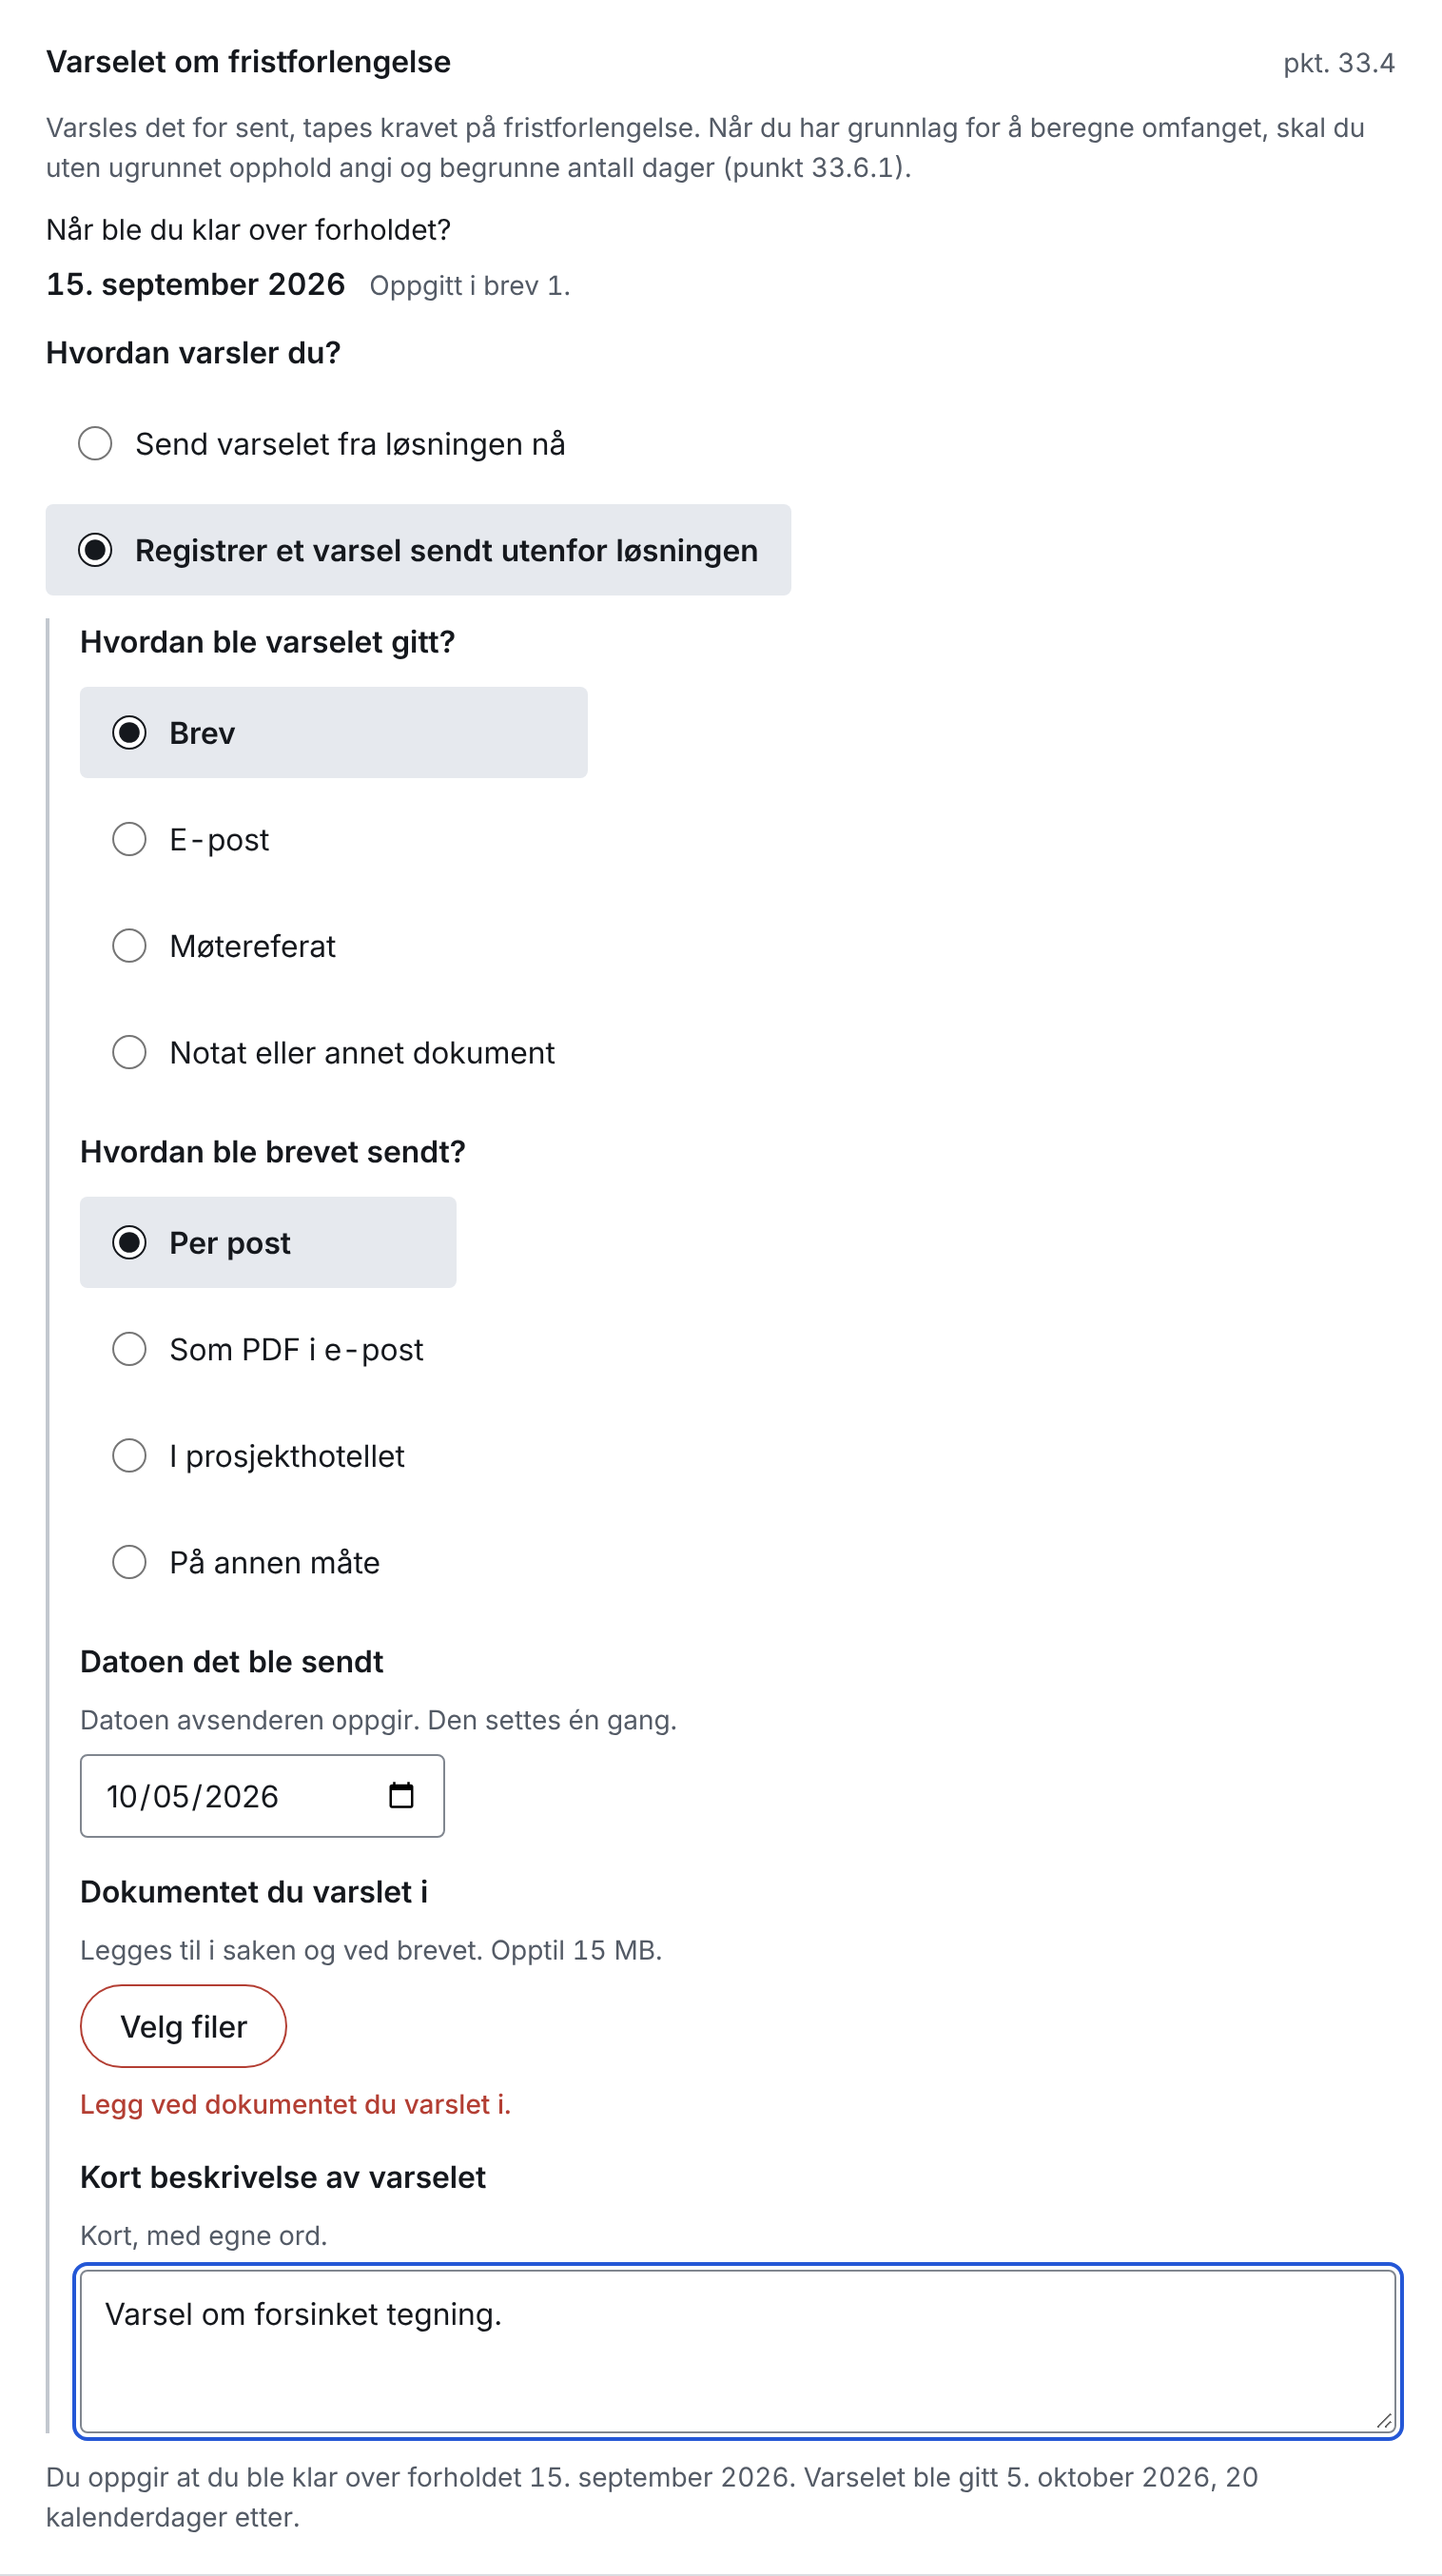 Varselet om fristforlengelse
pkt. 33.4
Varsles det for sent, tapes kravet på fristforlengelse. Når du har grunnlag for å beregne omfanget, skal du
uten ugrunnet opphold angi og begrunne antall dager (punkt 33.6.1).
Når ble du klar over forholdet?
15. september 2026 Oppgitt i brev 1.
Hvordan varsler du?
Send varselet fra løsningen nå
Registrer et varsel sendt utenfor løsningen
Hvordan ble varselet gitt?
Brev
E-post
Møtereferat
Notat eller annet dokument
Hvordan ble brevet sendt?
Per post
Som PDF i e-post
I prosjekthotellet
På annen måte
Datoen det ble sendt
Datoen avsenderen oppgir. Den settes én gang.
10/05/2026
Dokumentet du varslet i
Legges til i saken og ved brevet. Opptil 15 MB.
Velg filer
Legg ved dokumentet du varslet i.
Kort beskrivelse av varselet
Kort, med egne ord.
Varsel om forsinket tegning.
Du oppgir at du ble klar over forholdet 15. september 2026. Varselet ble gitt 5. oktober 2026, 20
kalenderdager etter.